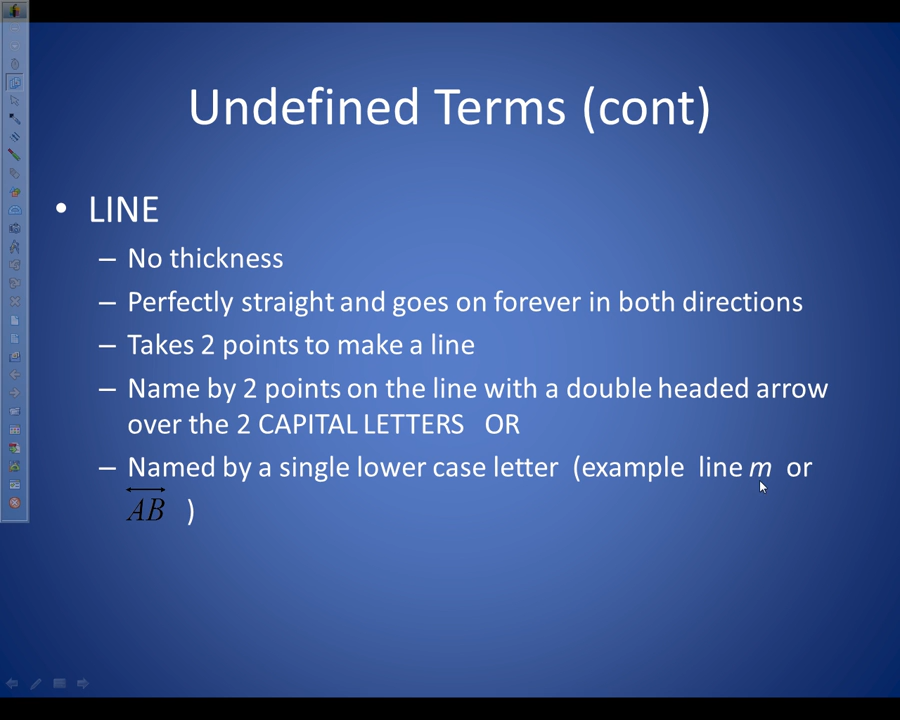 Undefined Terms (cont)
• LINE
– No thickness
– Perfectly straight and goes on forever in both directions
– Takes 2 points to make a line
– Name by 2 points on the line with a double headed arrow
over the 2 CAPITAL LETTERS OR
– Named by a single lower case letter (example line m or
AB )